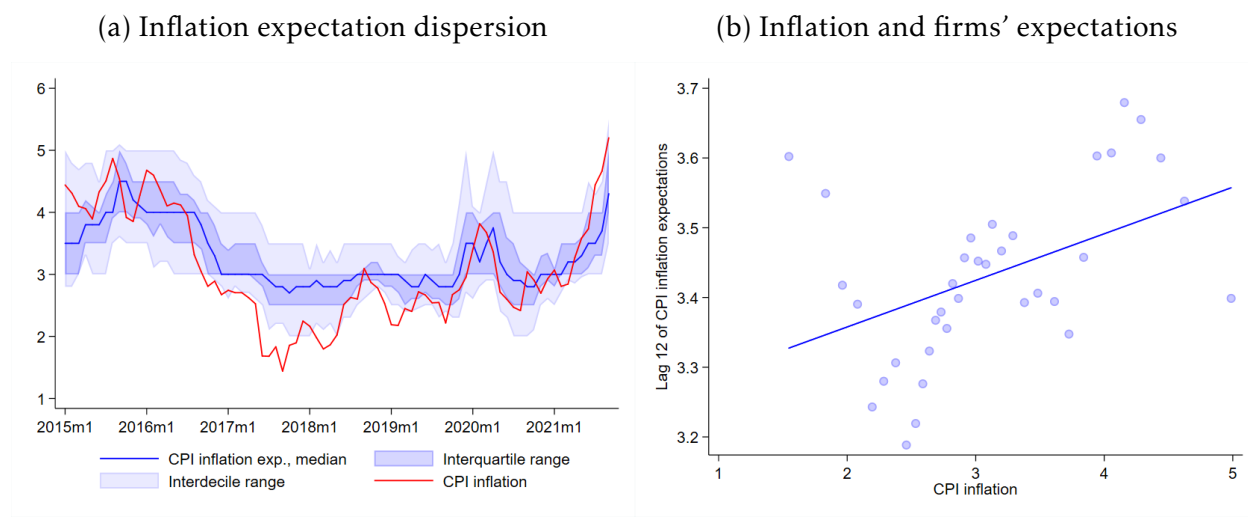 (a) Inflation expectation dispersion
6
5
4
3
2
1
2015m1 2016m1 2017m1 2018m1 2019m1 2020m1 2021m1
CPI inflation exp., median
Interquartile range
Interdecile range
CPI inflation
(b) Inflation and firms’ expectations
Lag 12 of CPI inflation expectations
3.7
3.6
3.5
3.4
3.3
3.2
1 2 3 4 5
CPI inflation